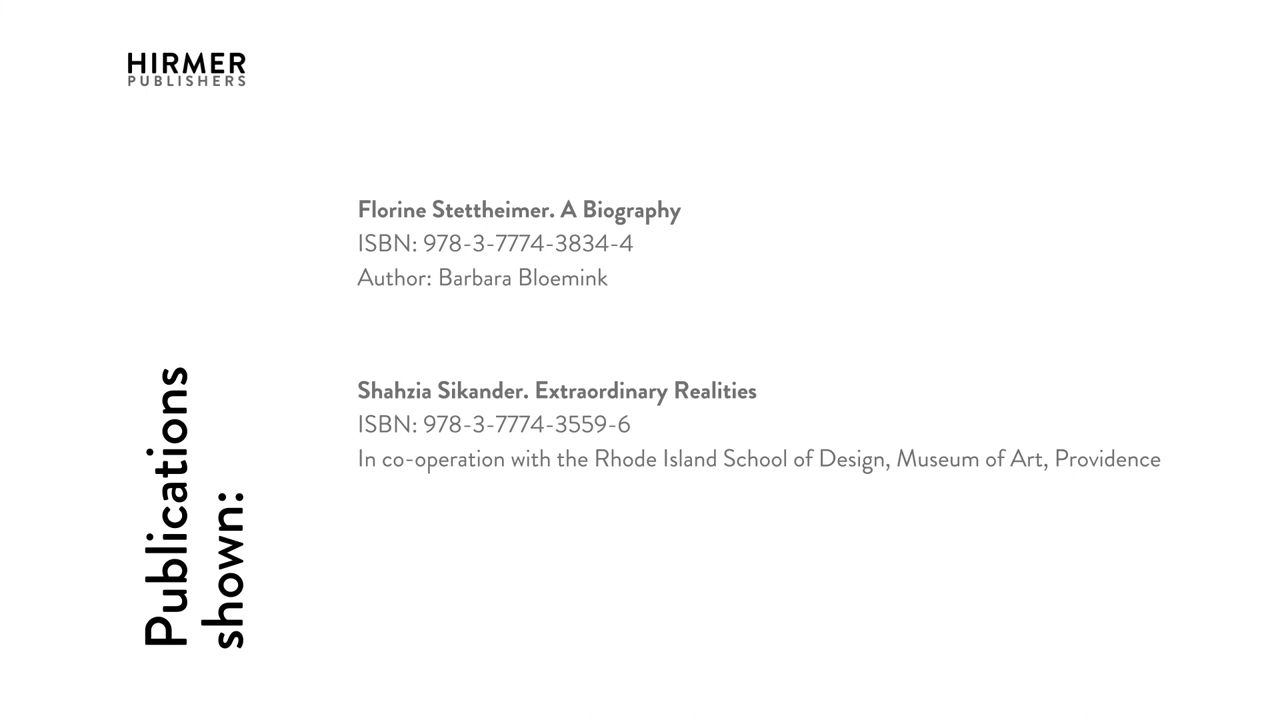 HIRMER
PUBLISHERS
Florine Stettheimer. A Biography
ISBN: 978-3-7774-3834-4
Author: Barbara Bloemink
Shahzia Sikander. Extraordinary Realities
ISBN: 978-3-7774-3559-6
In co-operation with the Rhode Island School of Design, Museum of Art, Providence
Publications
shown: